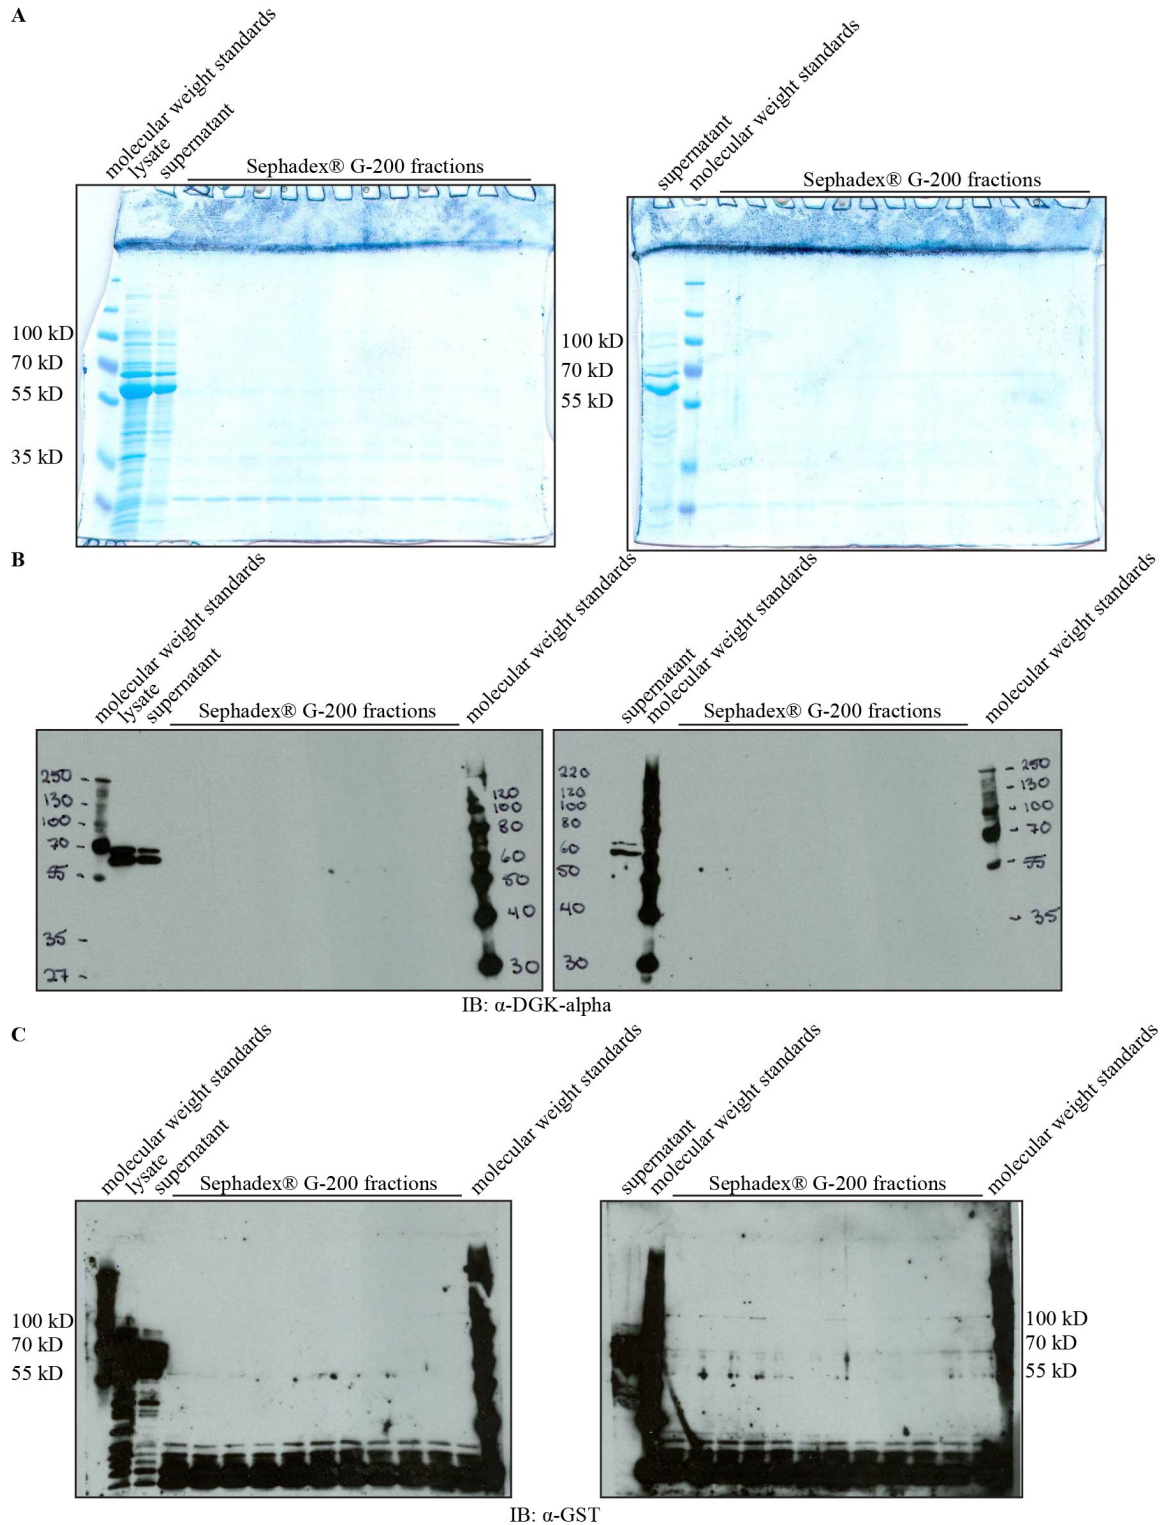 A
molecular weight standards
lysate
supernatant
Sephadex® G-200 fractions
100 kD
70 kD
55 kD
35 kD
supernatant
molecular weight standards
Sephadex® G-200 fractions
100 kD
70 kD
55 kD
B
molecular weight standards
lysate
supernatant
Sephadex® G-200 fractions
molecular weight standards
250
130
100
70
55
35
27
120
100
80
60
50
40
30
supernatant
molecular weight standards
Sephadex® G-200 fractions
molecular weight standards
220
120
100
80
60
50
40
30
250
130
100
70
55
35
IB: α-DGK-alpha
C
molecular weight standards
lysate
supernatant
Sephadex® G-200 fractions
molecular weight standards
100 kD
70 kD
55 kD
supernatant
molecular weight standards
Sephadex® G-200 fractions
molecular weight standards
100 kD
70 kD
55 kD
IB: α-GST